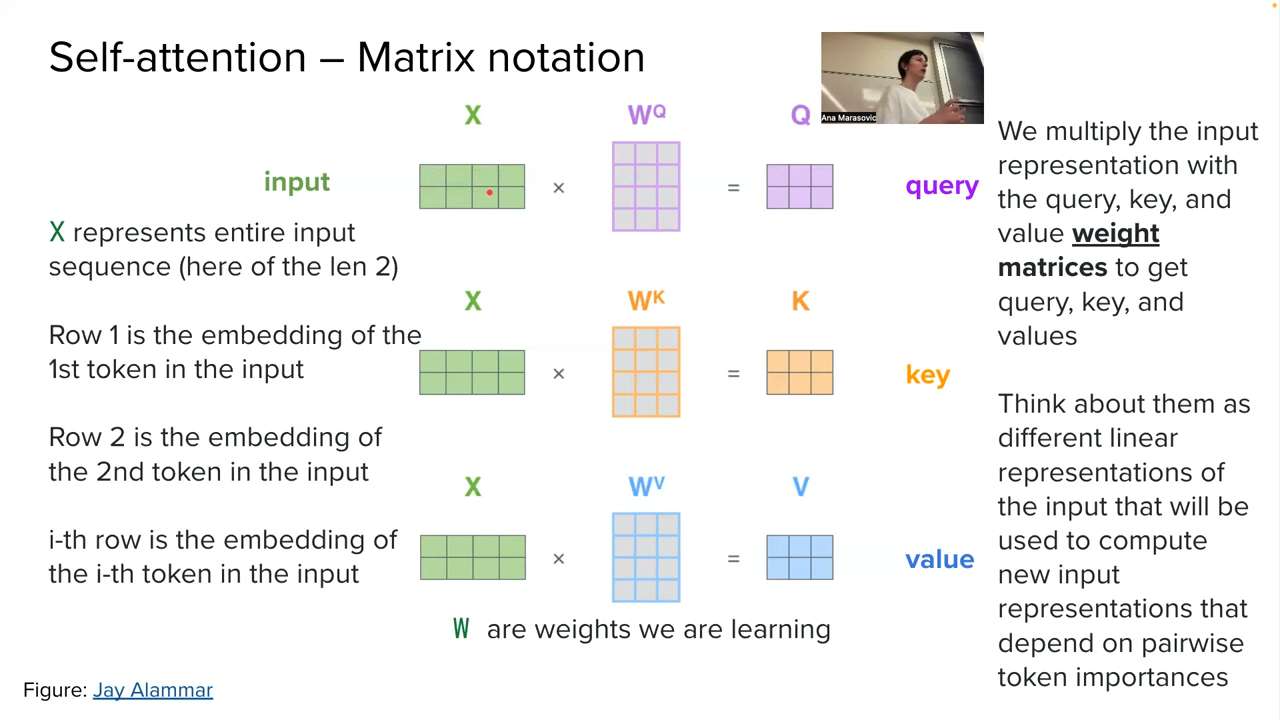 Self-attention – Matrix notation
Ana Marasovic
X
W^Q
Q
input
×
=
query
X represents entire input
sequence (here of the len 2)
X
W^K
K
Row 1 is the embedding of the
1st token in the input
×
=
key
Row 2 is the embedding of
the 2nd token in the input
X
W^V
V
i-th row is the embedding of
the i-th token in the input
×
=
value
W are weights we are learning
We multiply the input
representation with
the query, key, and
value weight
matrices to get
query, key, and
values
Think about them as
different linear
representations of
the input that will be
used to compute
new input
representations that
depend on pairwise
token importances
Figure: Jay Alammar